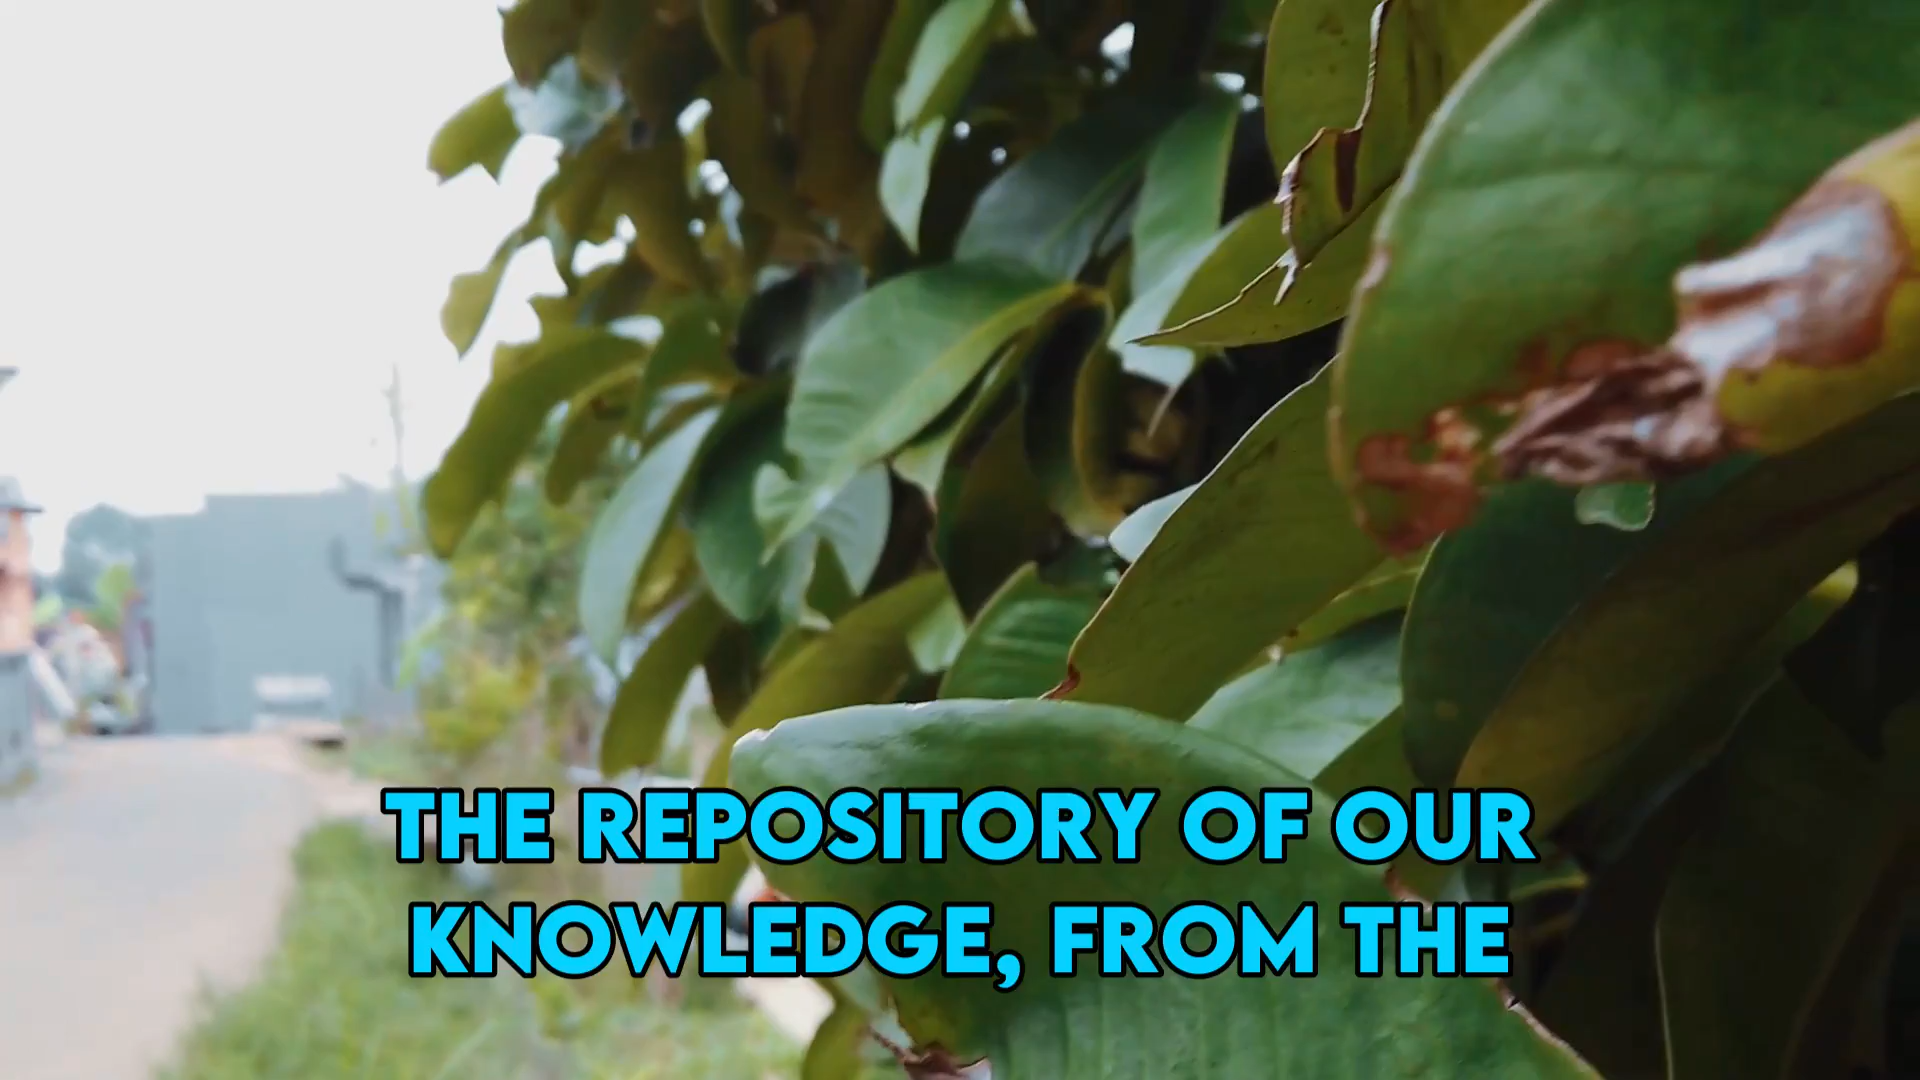 THE REPOSITORY OF OUR
KNOWLEDGE, FROM THE